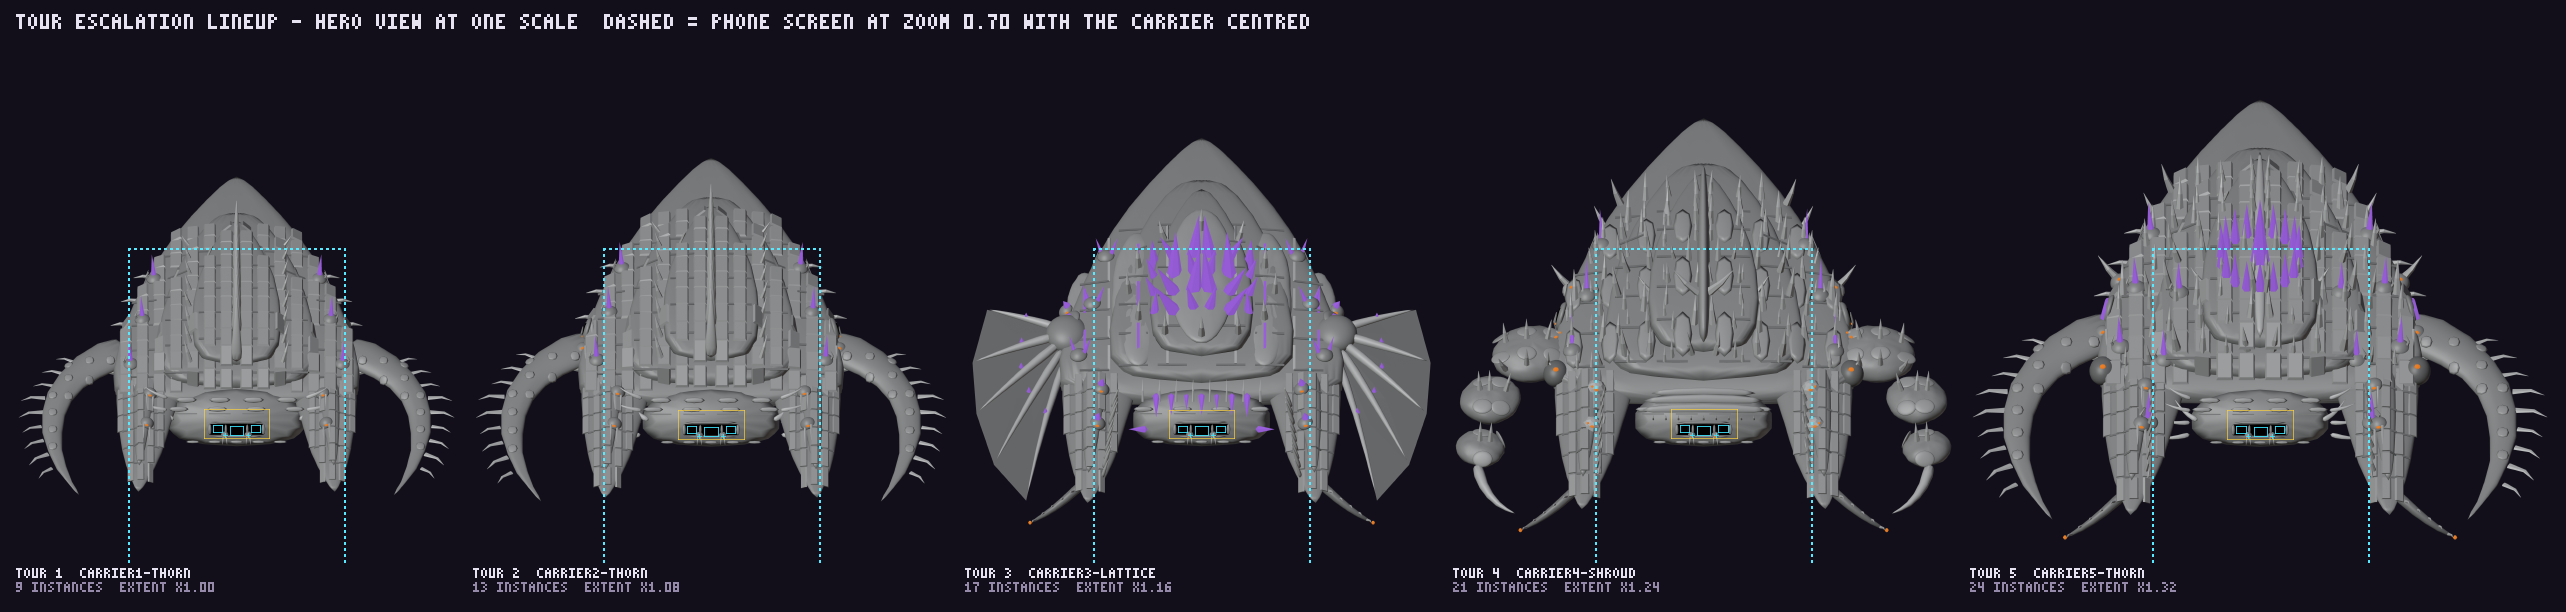 TOUR ESCALATION LINEUP - HERO VIEW AT ONE SCALE  DASHED = PHONE SCREEN AT ZOOM 0.70 WITH THE CARRIER CENTRED
TOUR 1  CARRIER1-THORN
9 INSTANCES  EXTENT X1.00
TOUR 2  CARRIER2-THORN
13 INSTANCES  EXTENT X1.08
TOUR 3  CARRIER3-LATTICE
17 INSTANCES  EXTENT X1.16
TOUR 4  CARRIER4-SHROUD
21 INSTANCES  EXTENT X1.24
TOUR 5  CARRIER5-THORN
24 INSTANCES  EXTENT X1.32